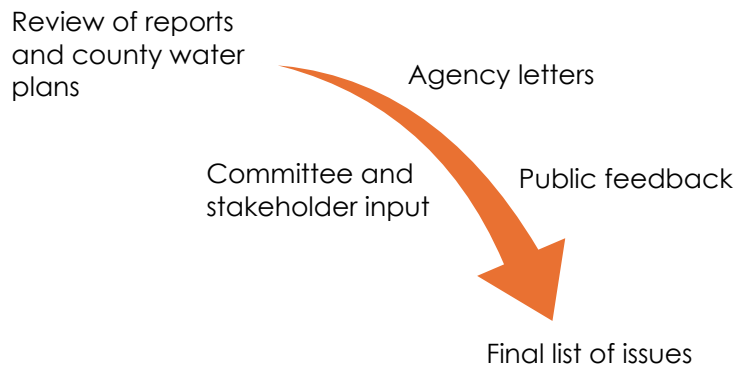 Review of reports
and county water
plans
Agency letters
Committee and
stakeholder input
Public feedback
Final list of issues